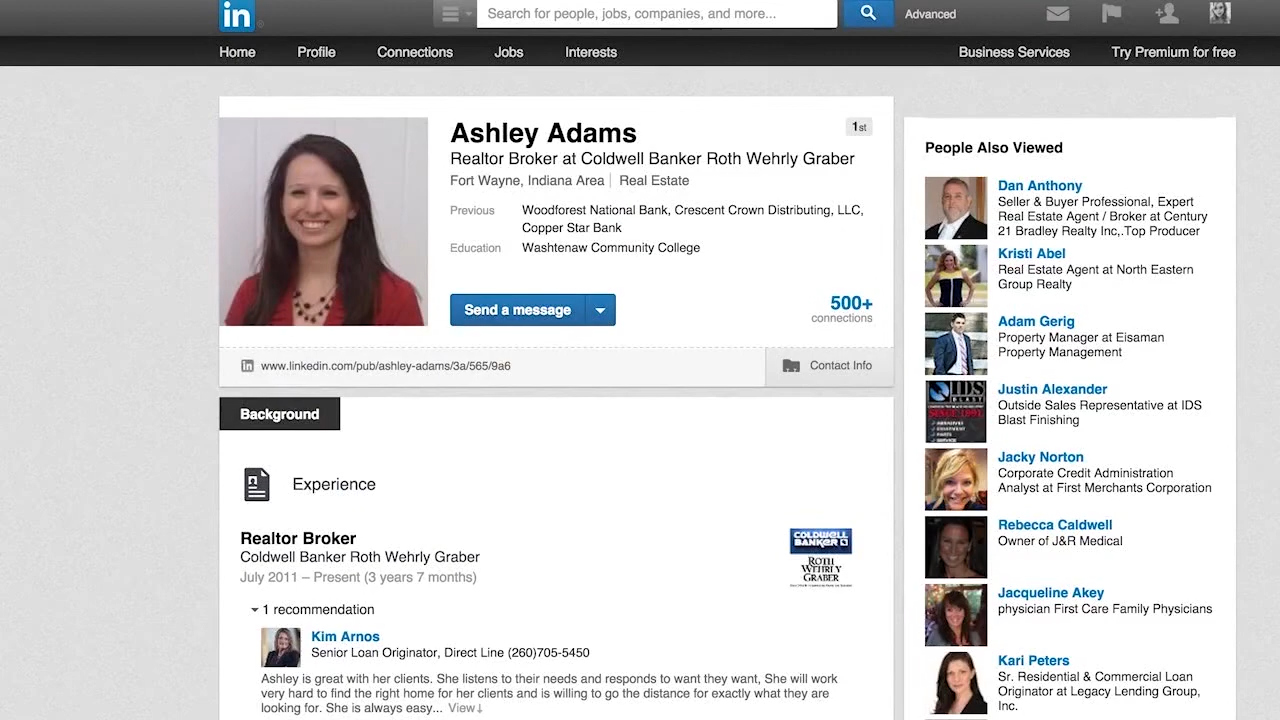 in
Search for people, jobs, companies, and more...
Advanced
Home
Profile
Connections
Jobs
Interests
Business Services
Try Premium for free
Ashley Adams
1st
Realtor Broker at Coldwell Banker Roth Wehrly Graber
Fort Wayne, Indiana Area | Real Estate
Previous
Woodforest National Bank, Crescent Crown Distributing, LLC,
Copper Star Bank
Education
Washtenaw Community College
Send a message
500+
connections
in
www.linkedin.com/pub/ashley-adams/3a/565/9a6
Contact Info
Background
Experience
Realtor Broker
Coldwell Banker Roth Wehrly Graber
July 2011 – Present (3 years 7 months)
COLDWELL
BANKER
ROTH
WEHRLY
GRABER
1 recommendation
Kim Arnos
Senior Loan Originator, Direct Line (260)705-5450
Ashley is great with her clients. She listens to their needs and responds to want they want, She will work
very hard to find the right home for her clients and is willing to go the distance for exactly what they are
looking for. She is always easy... View↓
People Also Viewed
Dan Anthony
Seller & Buyer Professional, Expert
Real Estate Agent / Broker at Century
21 Bradley Realty Inc,.Top Producer
Kristi Abel
Real Estate Agent at North Eastern
Group Realty
Adam Gerig
Property Manager at Eisaman
Property Management
IDS
BLAST
SINCE 1991
Justin Alexander
Outside Sales Representative at IDS
Blast Finishing
Jacky Norton
Corporate Credit Administration
Analyst at First Merchants Corporation
Rebecca Caldwell
Owner of J&R Medical
Jacqueline Akey
physician First Care Family Physicians
Kari Peters
Sr. Residential & Commercial Loan
Originator at Legacy Lending Group,
Inc.